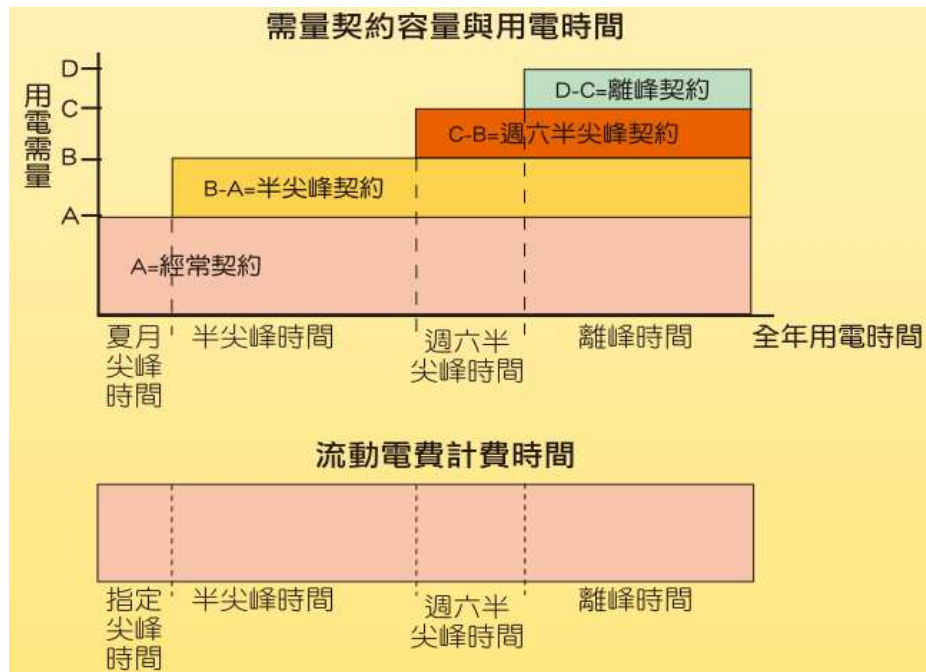 需量契約容量與用電時間
用電需量
D
C
B
A
D-C=離峰契約
C-B=週六半尖峰契約
B-A=半尖峰契約
A=經常契約
夏月
尖峰
時間
半尖峰時間
週六半
尖峰時間
離峰時間
全年用電時間
流動電費計費時間
指定
尖峰
時間
半尖峰時間
週六半
尖峰時間
離峰時間